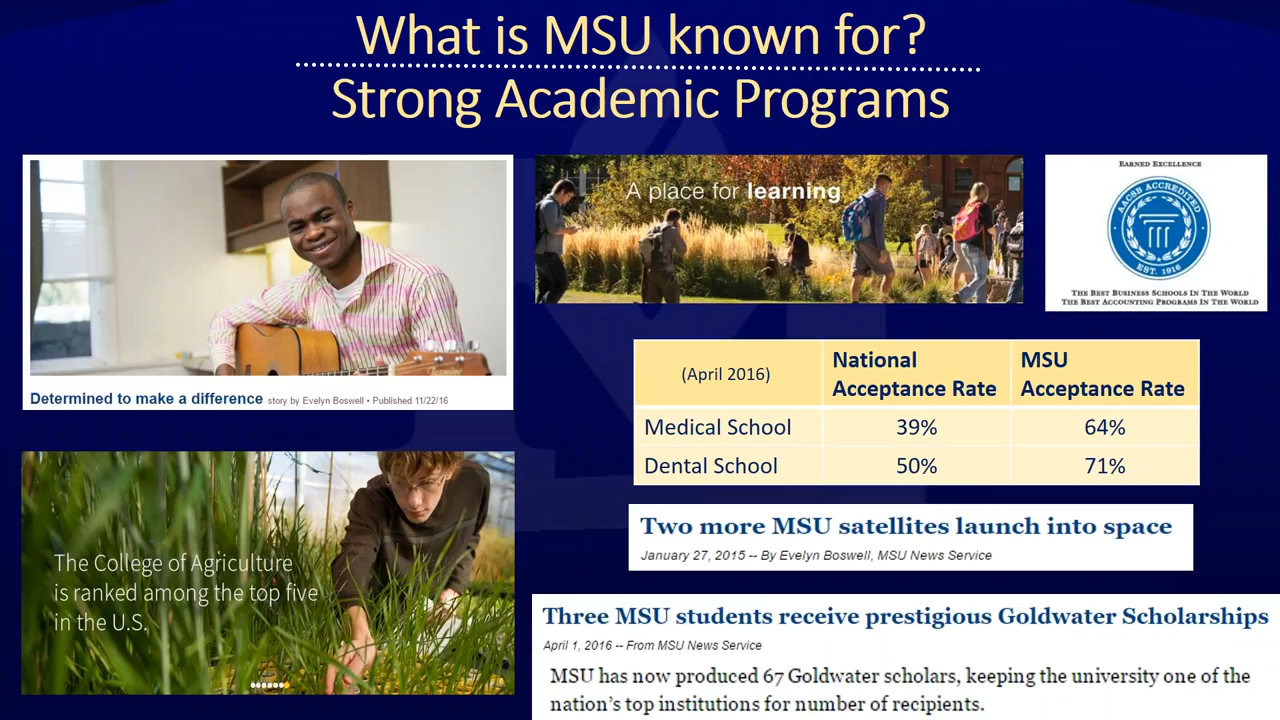 What is MSU known for?
Strong Academic Programs
Determined to make a difference story by Evelyn Boswell • Published 11/22/16
A place for learning
EARNED EXCELLENCE
AACSB ACCREDITED
EST. 1916
THE BEST BUSINESS SCHOOLS IN THE WORLD
THE BEST ACCOUNTING PROGRAMS IN THE WORLD
(April 2016) National Acceptance Rate MSU Acceptance Rate
Medical School 39% 64%
Dental School 50% 71%
The College of Agriculture
is ranked among the top five
in the U.S.
Two more MSU satellites launch into space
January 27, 2015 -- By Evelyn Boswell, MSU News Service
Three MSU students receive prestigious Goldwater Scholarships
April 1, 2016 -- From MSU News Service
MSU has now produced 67 Goldwater scholars, keeping the university one of the
nation's top institutions for number of recipients.